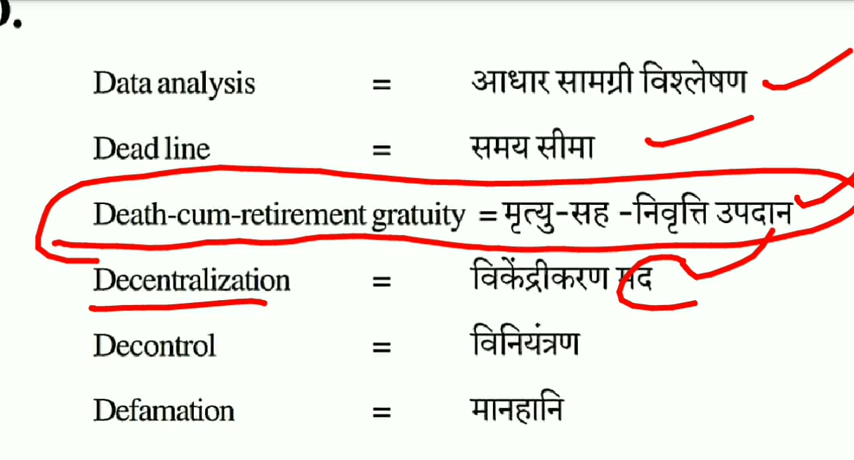 D.
Data analysis = आधार सामग्री विश्लेषण
Dead line = समय सीमा
Death-cum-retirement gratuity = मृत्यु-सह -निवृत्ति उपदान
Decentralization = विकेंद्रीकरण मद
Decontrol = विनियंत्रण
Defamation = मानहानि